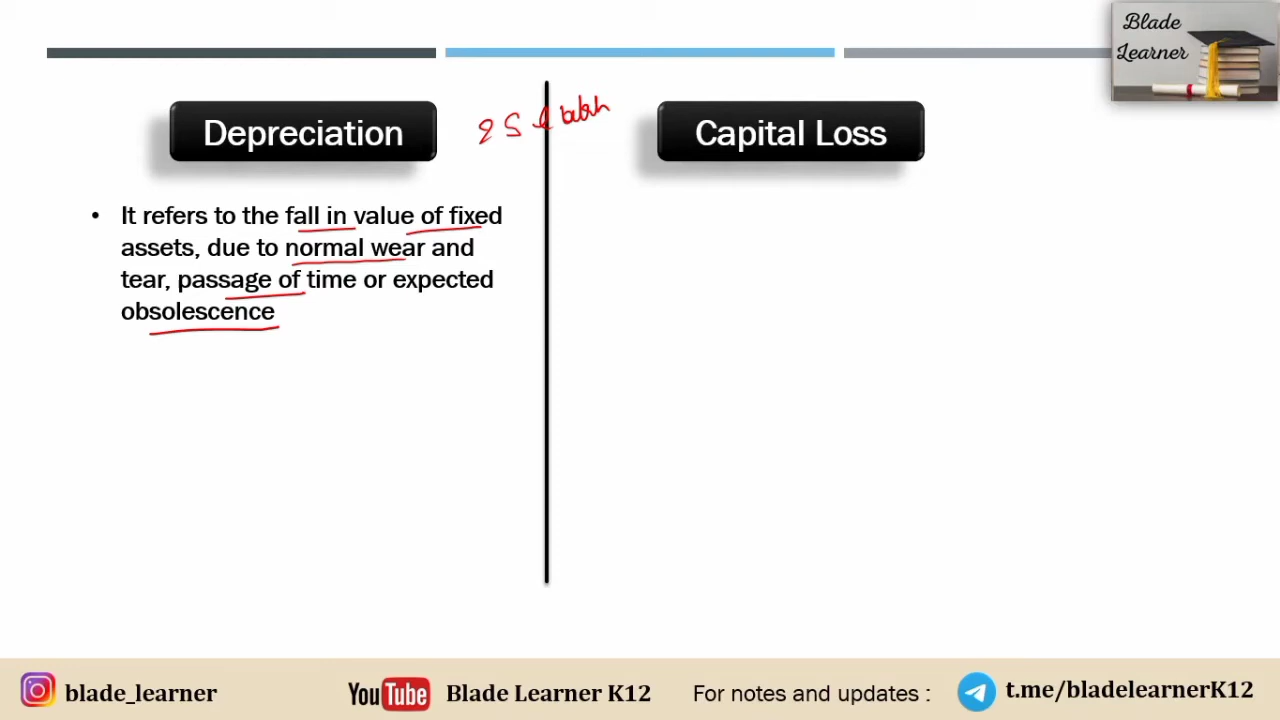 Blade
Learner
Depreciation
Capital Loss
• It refers to the fall in value of fixed
assets, due to normal wear and
tear, passage of time or expected
obsolescence
blade_learner
YouTube
Blade Learner K12
For notes and updates :
t.me/bladelearnerK12